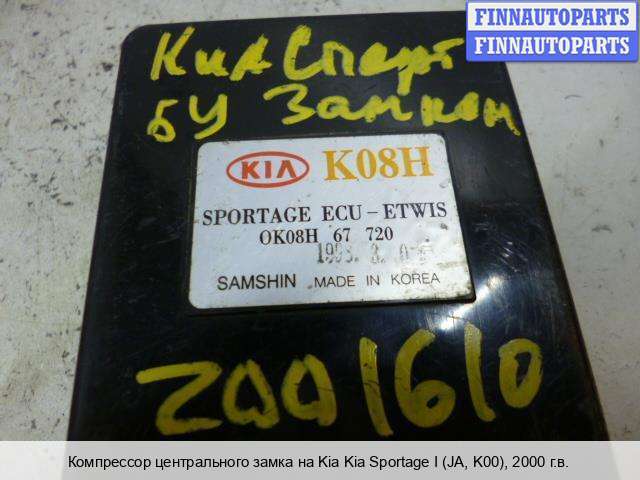 FINNAUTOPARTS
FINNAUTOPARTS
Киа Спорт
БУ Замком
KIA K08H
SPORTAGE ECU-ETWIS
OK08H 67 720
SAMSHIN MADE IN KOREA
2001610
Компрессор центрального замка на Kia Kia Sportage I (JA, K00), 2000 г.в.